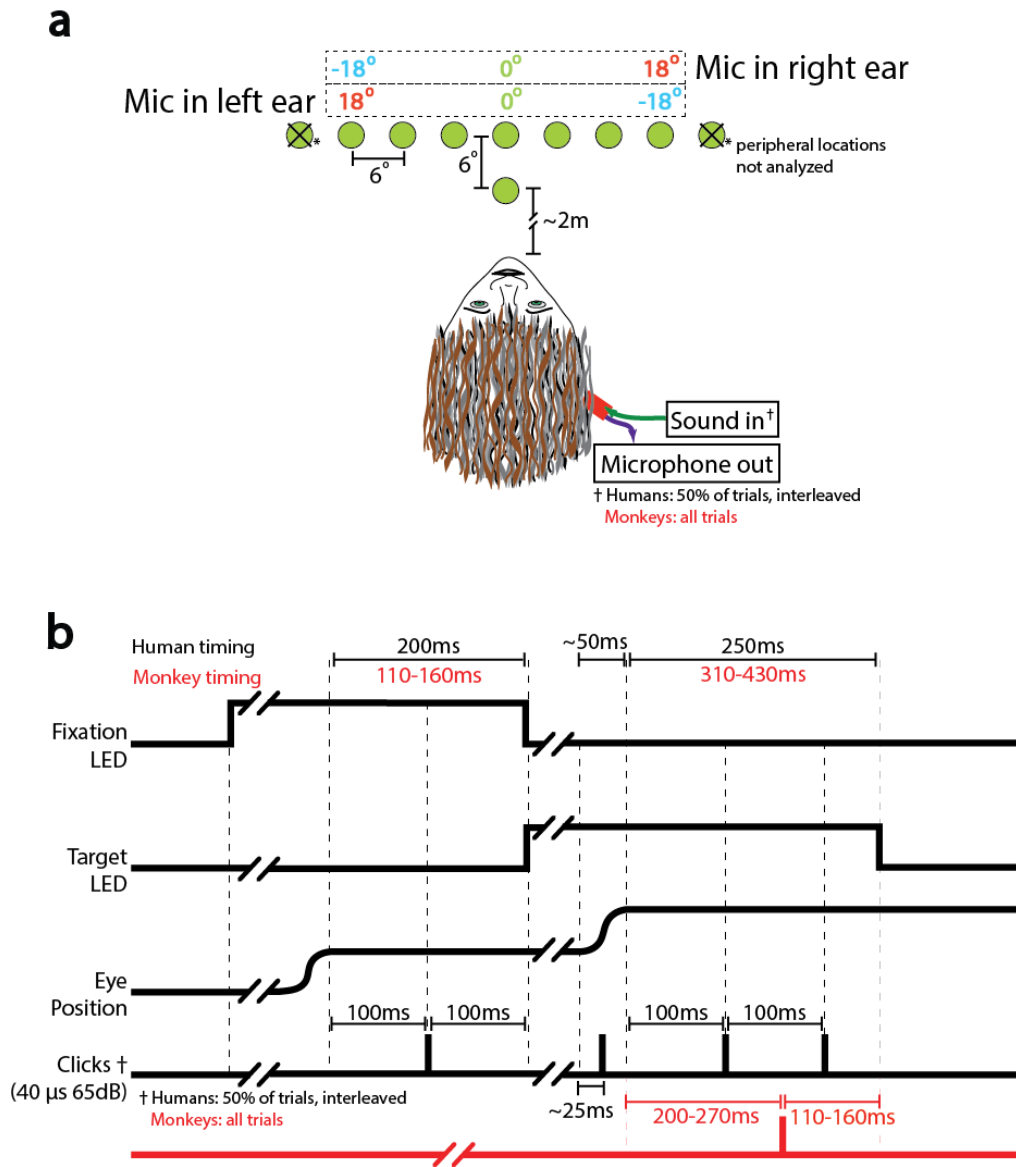 a
-18° 0° 18° Mic in right ear
Mic in left ear 18° 0° -18°
* * peripheral locations
not analyzed
6°
6°
~2m
Sound in†
Microphone out
† Humans: 50% of trials, interleaved
Monkeys: all trials
b
Human timing 200ms ~50ms 250ms
Monkey timing 110-160ms 310-430ms
Fixation
LED
Target
LED
Eye
Position
100ms 100ms 100ms 100ms
Clicks †
(40 µs 65dB)
† Humans: 50% of trials, interleaved
Monkeys: all trials
~25ms
200-270ms 110-160ms